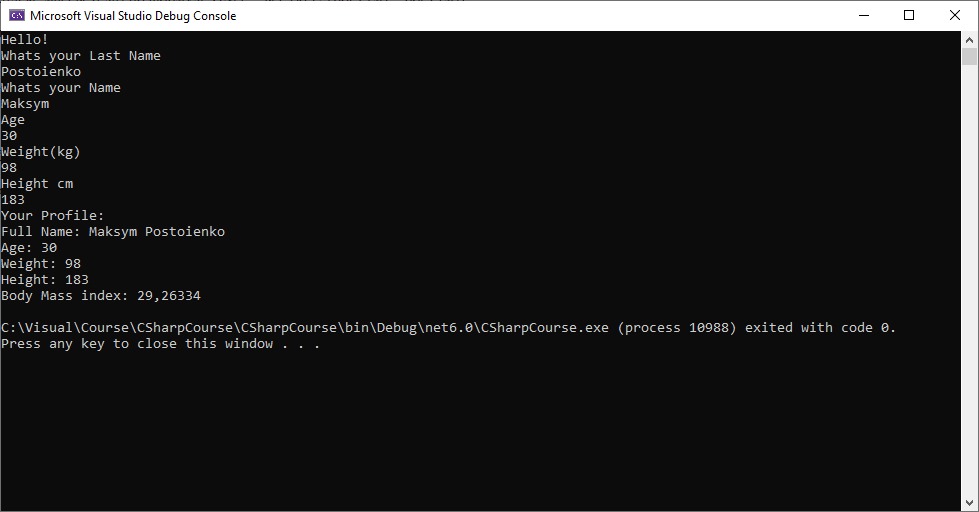 Microsoft Visual Studio Debug Console
Hello!
Whats your Last Name
Postoienko
Whats your Name
Maksym
Age
30
Weight(kg)
98
Height cm
183
Your Profile:
Full Name: Maksym Postoienko
Age: 30
Weight: 98
Height: 183
Body Mass index: 29,26334
C:\Visual\Course\CSharpCourse\CSharpCourse\bin\Debug\net6.0\CSharpCourse.exe (process 10988) exited with code 0.
Press any key to close this window . . .